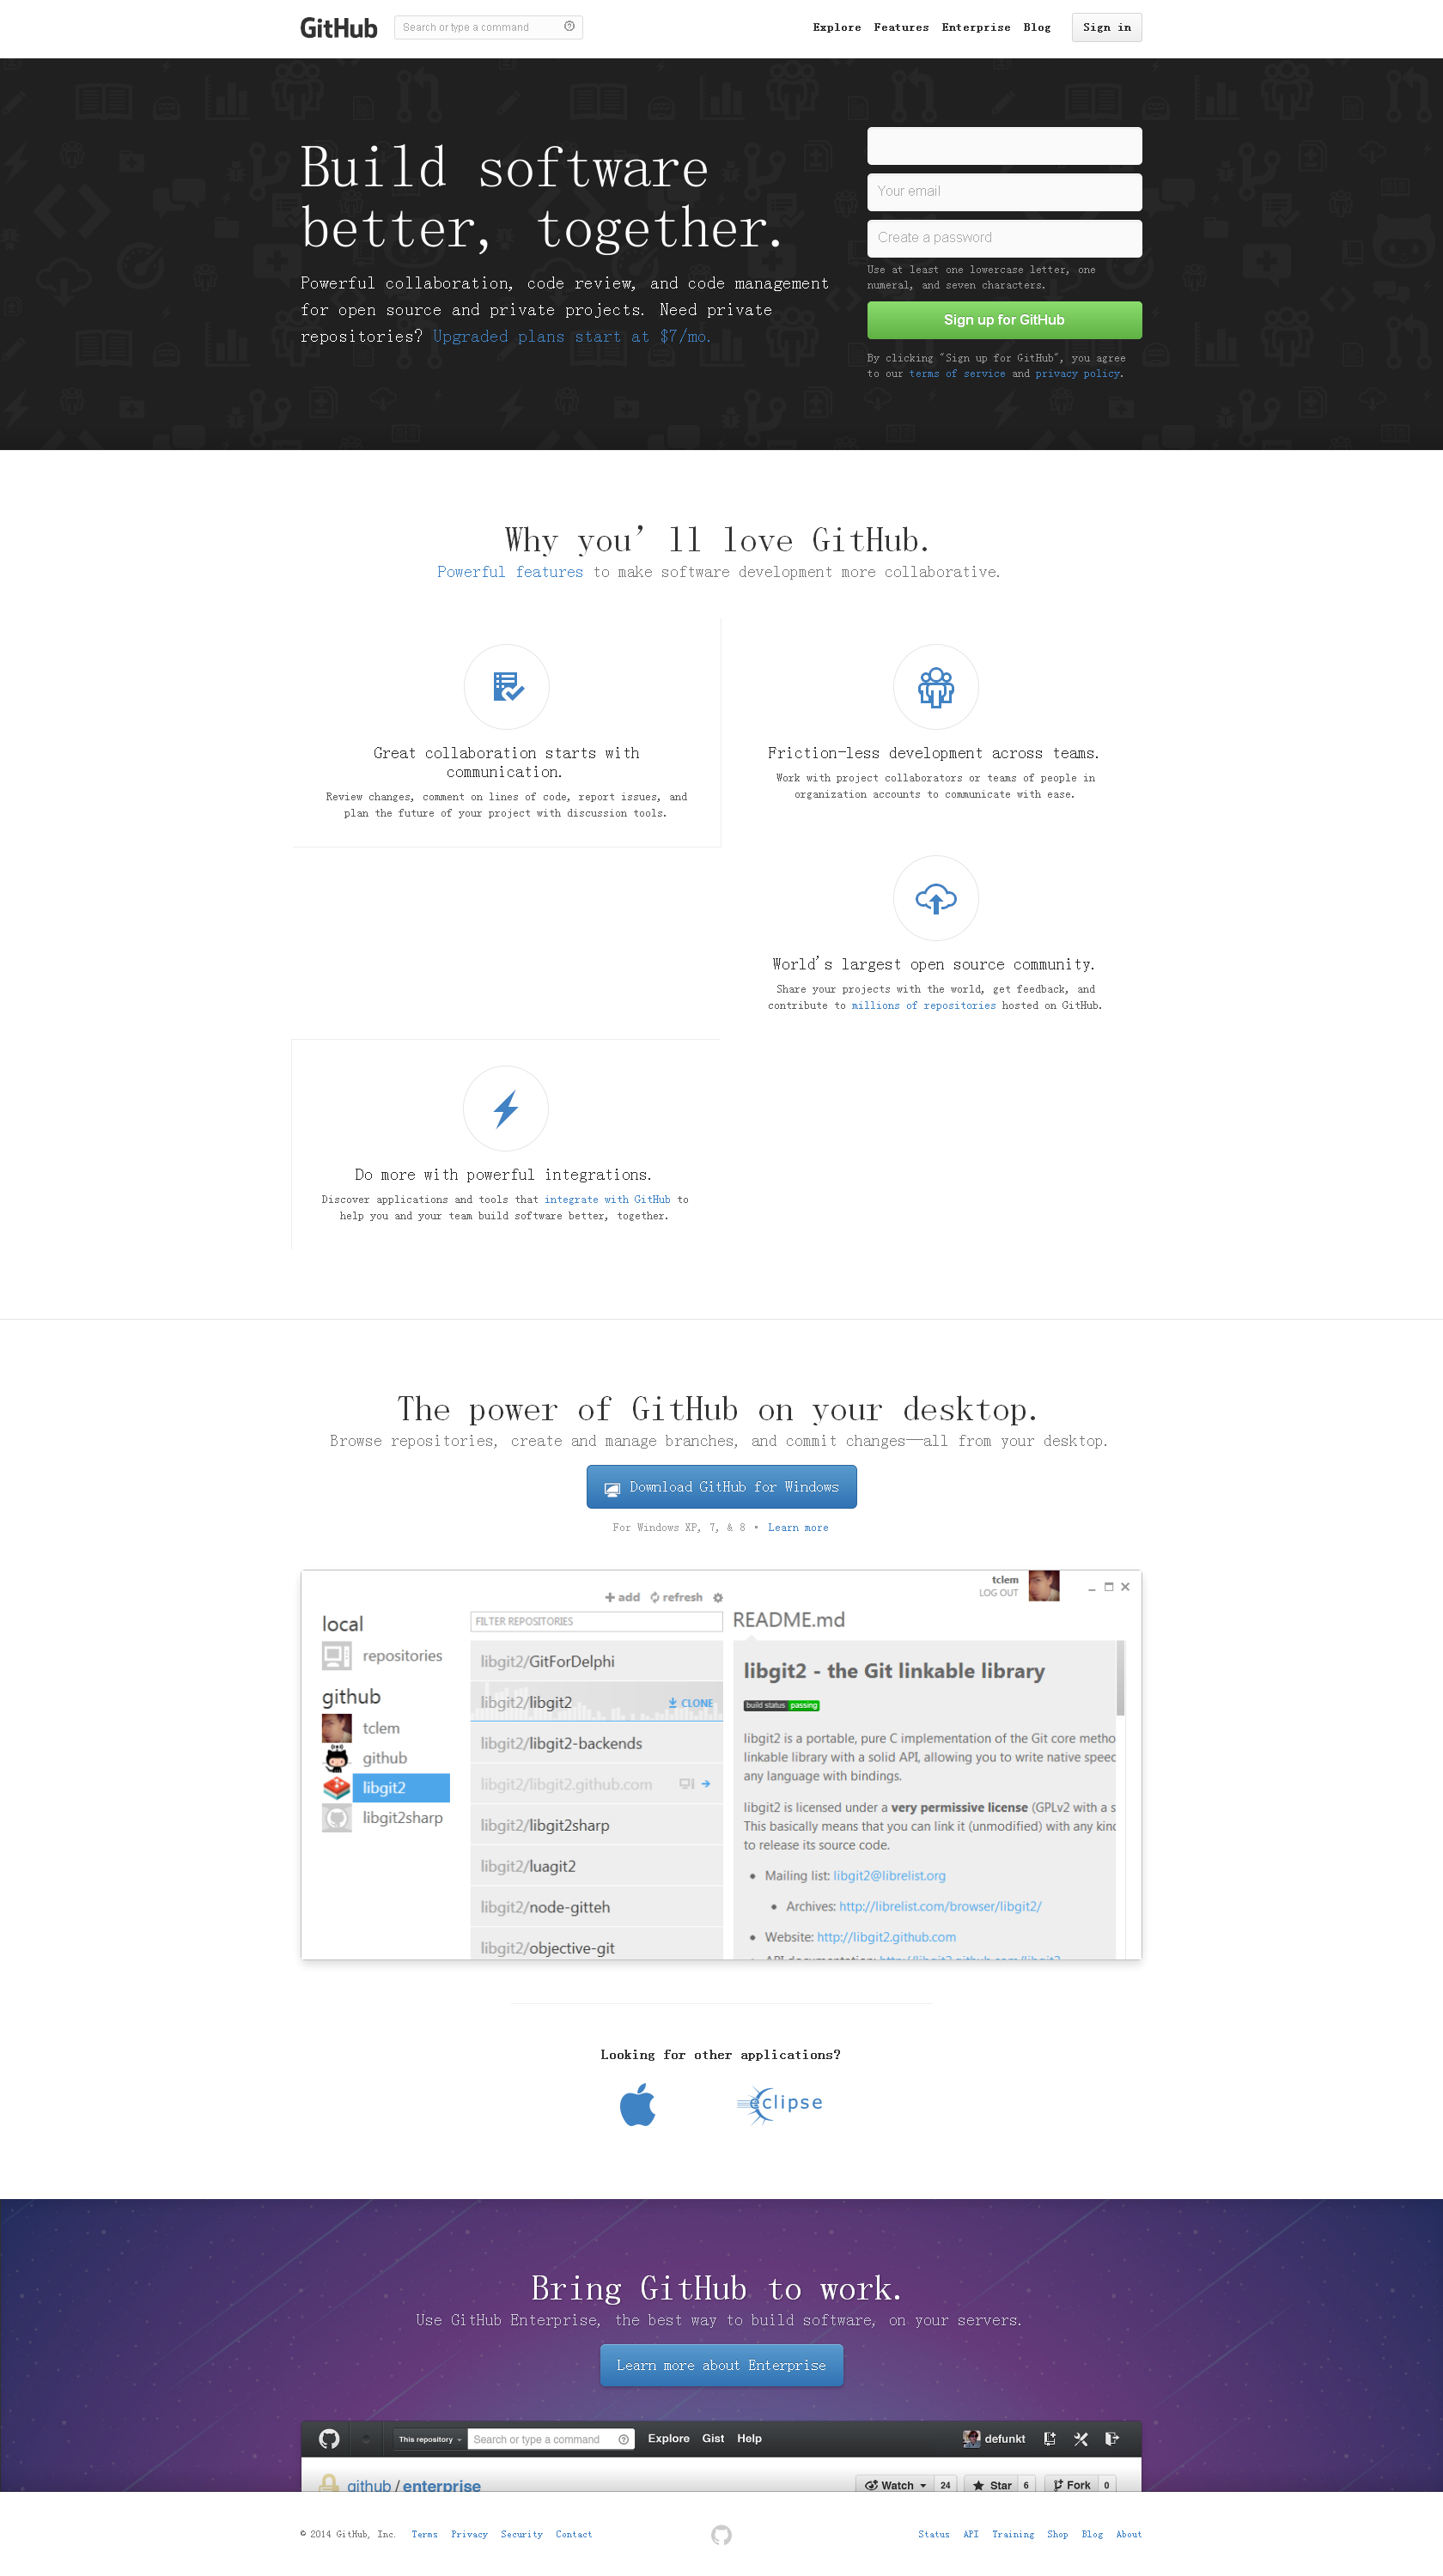 GitHub
Search or type a command
Explore Features Enterprise Blog Sign in
Build software
better, together.
Powerful collaboration, code review, and code management
for open source and private projects. Need private
repositories? Upgraded plans start at $7/mo.
Your email
Create a password
Use at least one lowercase letter, one
numeral, and seven characters.
Sign up for GitHub
By clicking "Sign up for GitHub", you agree
to our terms of service and privacy policy.
Why you’ll love GitHub.
Powerful features to make software development more collaborative.
Great collaboration starts with
communication.
Review changes, comment on lines of code, report issues, and
plan the future of your project with discussion tools.
Friction-less development across teams.
Work with project collaborators or teams of people in
organization accounts to communicate with ease.
World's largest open source community.
Share your projects with the world, get feedback, and
contribute to millions of repositories hosted on GitHub.
Do more with powerful integrations.
Discover applications and tools that integrate with GitHub to
help you and your team build software better, together.
The power of GitHub on your desktop.
Browse repositories, create and manage branches, and commit changes—all from your desktop.
Download GitHub for Windows
For Windows XP, 7, & 8 • Learn more
tclem
LOG OUT
add refresh
local
repositories
github
tclem
github
libgit2
libgit2sharp
FILTER REPOSITORIES
libgit2/GitForDelphi
libgit2/libgit2 CLONE
libgit2/libgit2-backends
libgit2/libgit2.github.com
libgit2/libgit2sharp
libgit2/luagit2
libgit2/node-gitteh
libgit2/objective-git
README.md
libgit2 - the Git linkable library
build status passing
libgit2 is a portable, pure C implementation of the Git core metho
linkable library with a solid API, allowing you to write native speed
any language with bindings.
libgit2 is licensed under a very permissive license (GPLv2 with a s
This basically means that you can link it (unmodified) with any kind
to release its source code.
• Mailing list: libgit2@librelist.org
• Archives: http://librelist.com/browser/libgit2/
• Website: http://libgit2.github.com
• API documentation: http://libgit2.github.com/libgit2
Looking for other applications?
eclipse
Bring GitHub to work.
Use GitHub Enterprise, the best way to build software, on your servers.
Learn more about Enterprise
This repository Search or type a command Explore Gist Help defunkt
github / enterprise Watch 24 Star 6 Fork 0
© 2014 GitHub, Inc. Terms Privacy Security Contact Status API Training Shop Blog About